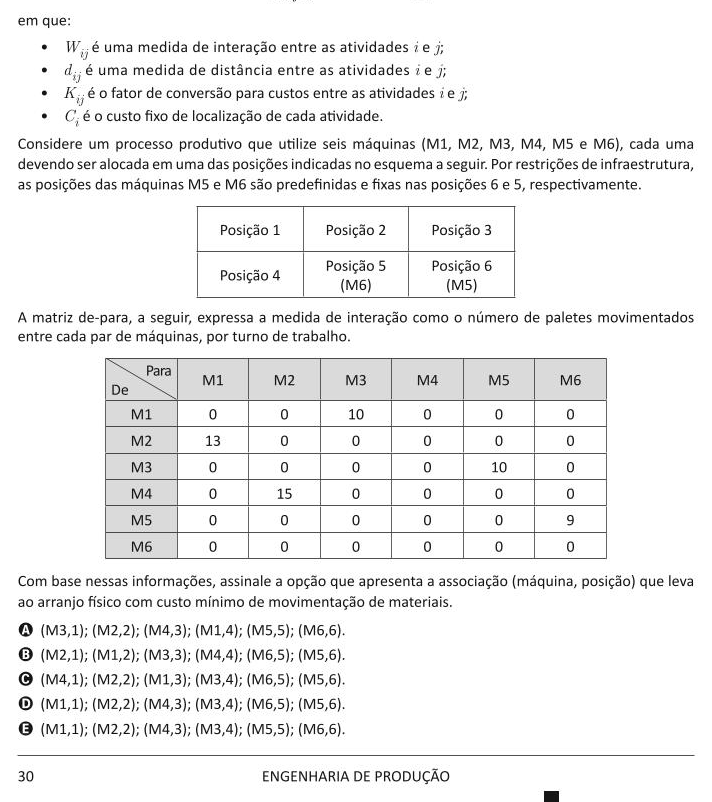 em que:
• Wij é uma medida de interação entre as atividades i e j;
• dij é uma medida de distância entre as atividades i e j;
• Kij é o fator de conversão para custos entre as atividades i e j;
• Ci é o custo fixo de localização de cada atividade.
Considere um processo produtivo que utilize seis máquinas (M1, M2, M3, M4, M5 e M6), cada uma
devendo ser alocada em uma das posições indicadas no esquema a seguir. Por restrições de infraestrutura,
as posições das máquinas M5 e M6 são predefinidas e fixas nas posições 6 e 5, respectivamente.
Posição 1 Posição 2 Posição 3
Posição 4 Posição 5 (M6) Posição 6 (M5)
A matriz de-para, a seguir, expressa a medida de interação como o número de paletes movimentados
entre cada par de máquinas, por turno de trabalho.
De Para M1 M2 M3 M4 M5 M6
M1 0 0 10 0 0 0
M2 13 0 0 0 0 0
M3 0 0 0 0 10 0
M4 0 15 0 0 0 0
M5 0 0 0 0 0 9
M6 0 0 0 0 0 0
Com base nessas informações, assinale a opção que apresenta a associação (máquina, posição) que leva
ao arranjo físico com custo mínimo de movimentação de materiais.
A (M3,1); (M2,2); (M4,3); (M1,4); (M5,5); (M6,6).
B (M2,1); (M1,2); (M3,3); (M4,4); (M6,5); (M5,6).
C (M4,1); (M2,2); (M1,3); (M3,4); (M6,5); (M5,6).
D (M1,1); (M2,2); (M4,3); (M3,4); (M6,5); (M5,6).
E (M1,1); (M2,2); (M4,3); (M3,4); (M5,5); (M6,6).
30 ENGENHARIA DE PRODUÇÃO